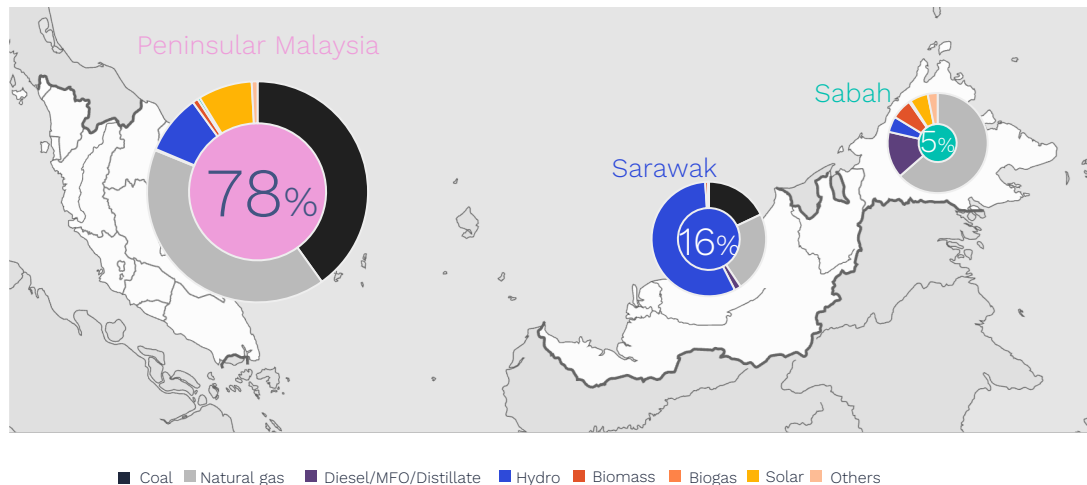 Peninsular Malaysia
78%
Sarawak
16%
Sabah
5%
Coal Natural gas Diesel/MFO/Distillate Hydro Biomass Biogas Solar Others